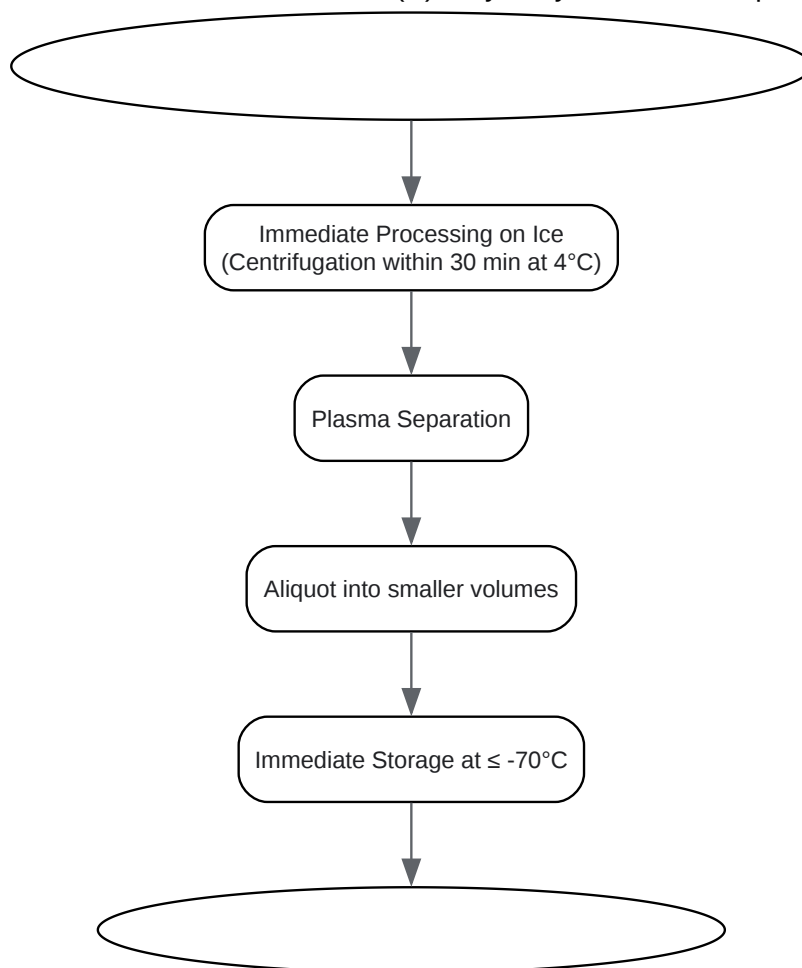 Immediate Processing on Ice
(Centrifugation within 30 min at 4°C)
Plasma Separation
Aliquot into smaller volumes
Immediate Storage at ≤ -70°C